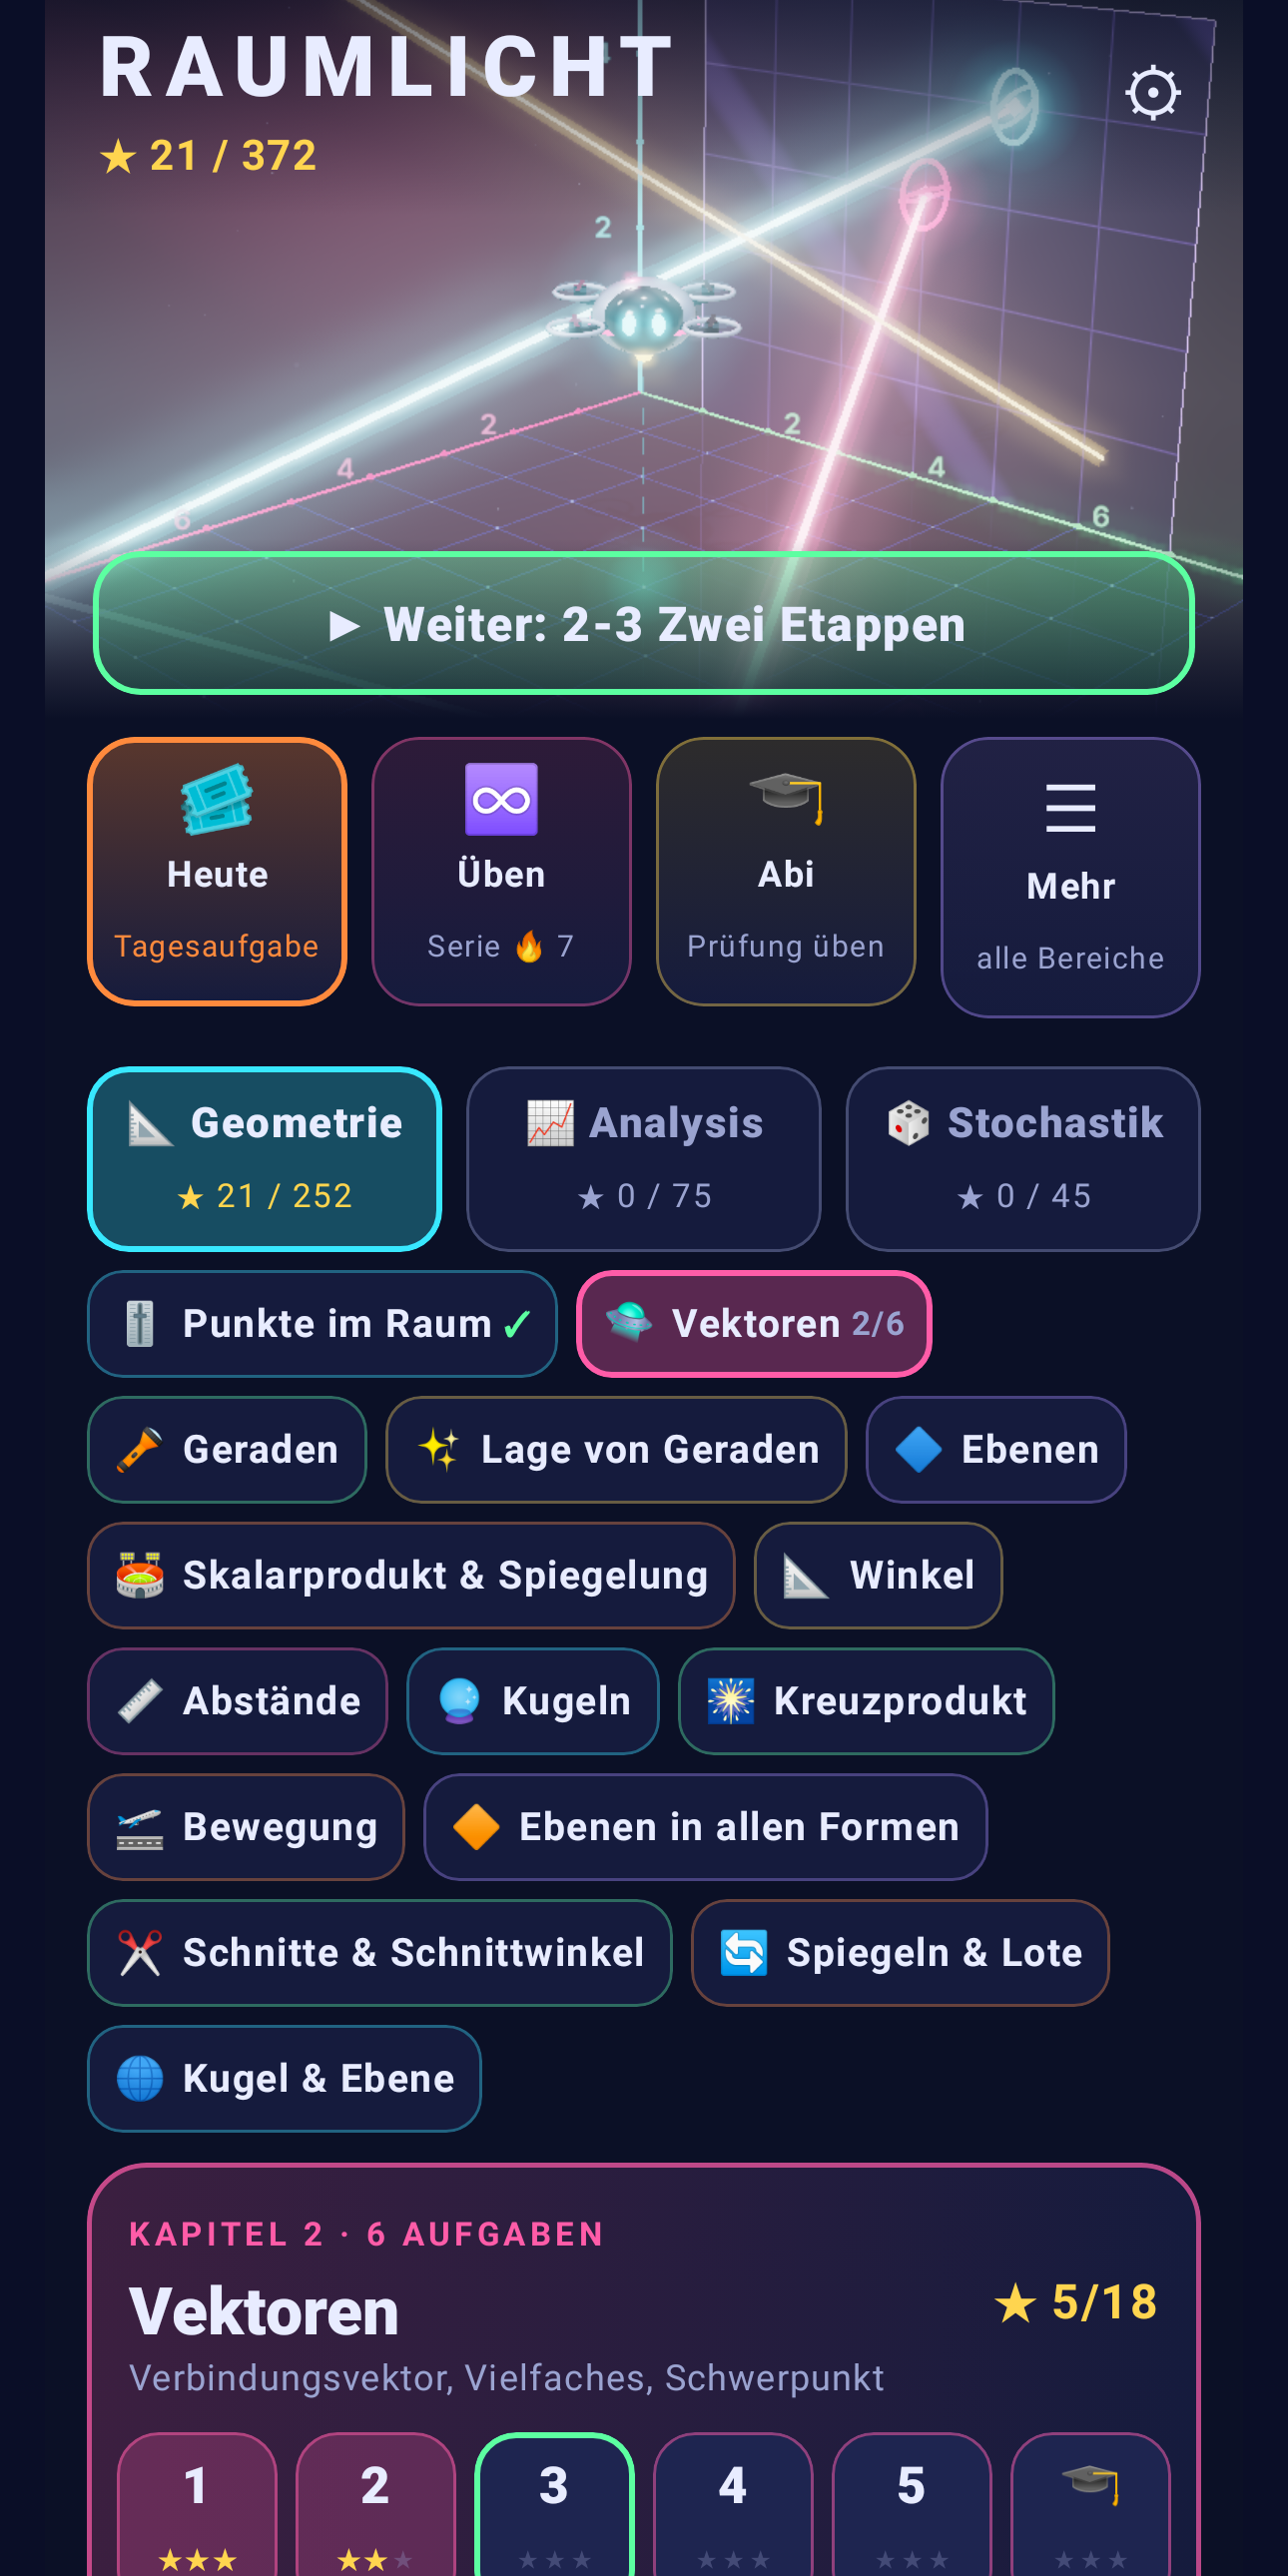 RAUMLICHT
★ 21 / 372
4
2
2
2
4
4
6
6
► Weiter: 2-3 Zwei Etappen
Heute
Üben
Abi
Mehr
Tagesaufgabe
Serie 🔥 7
Prüfung üben
alle Bereiche
Geometrie
Analysis
Stochastik
★ 21 / 252
★ 0 / 75
★ 0 / 45
Punkte im Raum ✓
Vektoren 2/6
Geraden
Lage von Geraden
Ebenen
Skalarprodukt & Spiegelung
Winkel
Abstände
Kugeln
Kreuzprodukt
Bewegung
Ebenen in allen Formen
Schnitte & Schnittwinkel
Spiegeln & Lote
Kugel & Ebene
KAPITEL 2 · 6 AUFGABEN
Vektoren
★ 5/18
Verbindungsvektor, Vielfaches, Schwerpunkt
1
2
3
4
5
★★★
★★★
★★★
★★★
★★★
★★★